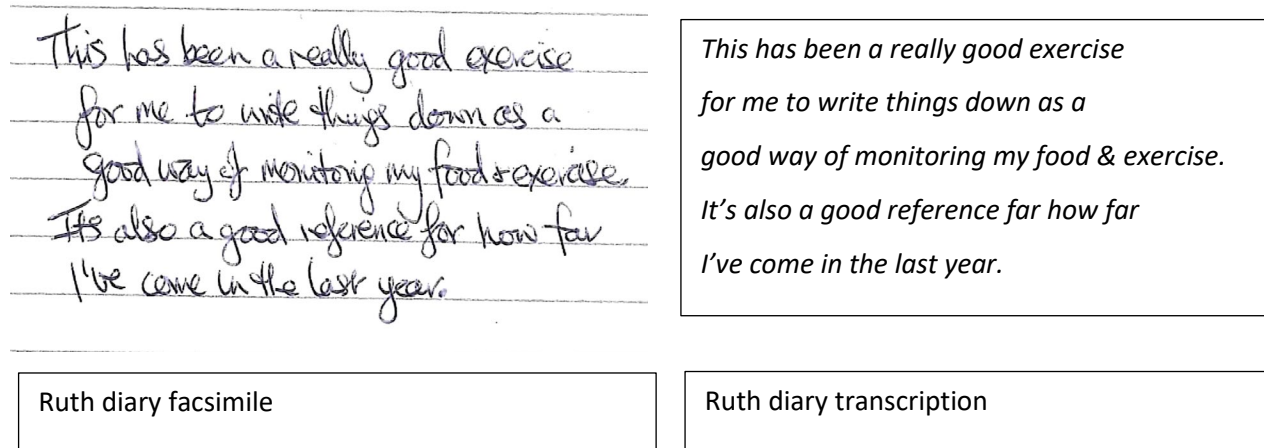 This has been a really good exercise
for me to write things down as a
good way of monitoring my food & exercise.
It's also a good reference for how far
I've come in the last year.
This has been a really good exercise
for me to write things down as a
good way of monitoring my food & exercise.
It’s also a good reference far how far
I’ve come in the last year.
Ruth diary facsimile
Ruth diary transcription